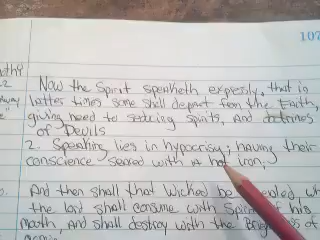 107
Now the Spirit speaketh expressly, that in
latter times some shall depart from the Faith,
giving heed to seducing spirits, And doctrines
of Devils
2. Speaking lies in hypocrisy; having their
conscience seared with a hot iron;
And then shall that Wicked be revealed, wh
the lord shall consume with Spirit of his
mouth, And shall destroy with the Brightness of